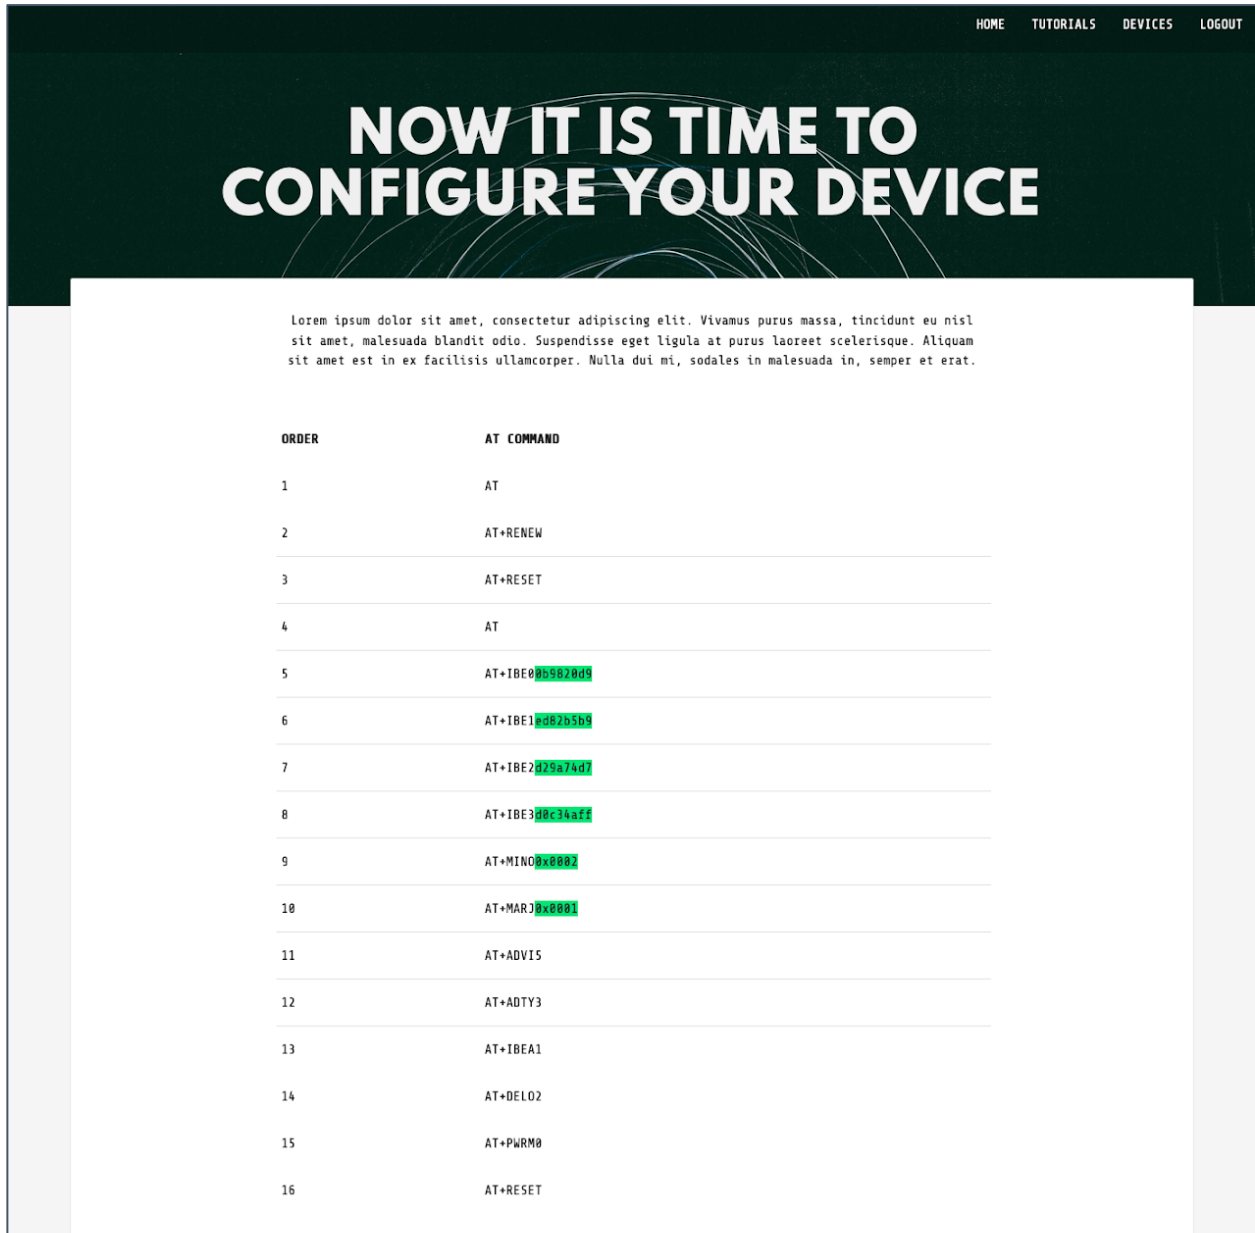 HOME TUTORIALS DEVICES LOGOUT
NOW IT IS TIME TO
CONFIGURE YOUR DEVICE
Lorem ipsum dolor sit amet, consectetur adipiscing elit. Vivamus purus massa, tincidunt eu nisl
sit amet, malesuada blandit odio. Suspendisse eget ligula at purus laoreet scelerisque. Aliquam
sit amet est in ex facilisis ullamcorper. Nulla dui mi, sodales in malesuada in, semper et erat.
ORDER AT COMMAND
1 AT
2 AT+RENEW
3 AT+RESET
4 AT
5 AT+IBE00b9820d9
6 AT+IBE1ed82b5b9
7 AT+IBE2d29a74d7
8 AT+IBE3d0c34aff
9 AT+MINO0x0002
10 AT+MARJ0x0001
11 AT+ADVI5
12 AT+ADTY3
13 AT+IBEA1
14 AT+DELO2
15 AT+PWRM0
16 AT+RESET